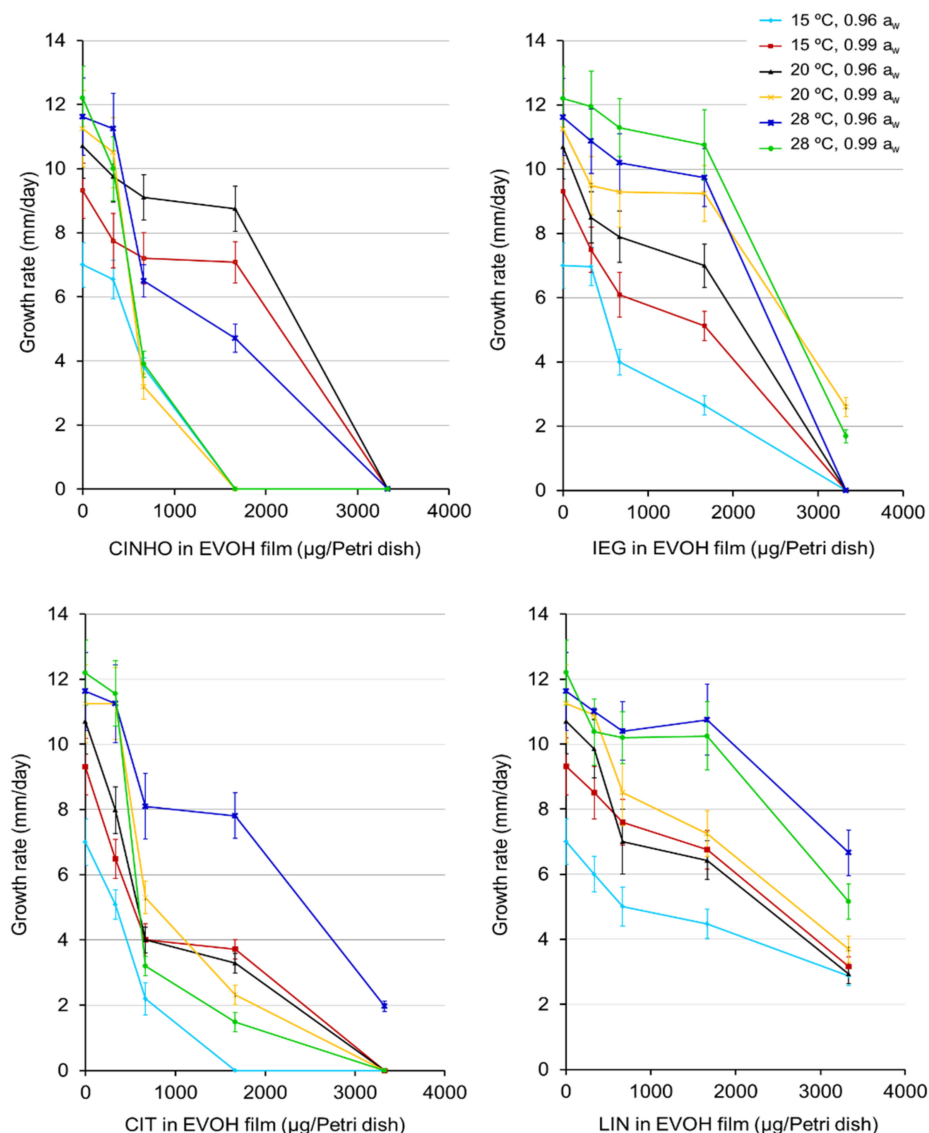 15 ºC, 0.96 aw
15 ºC, 0.99 aw
20 ºC, 0.96 aw
20 ºC, 0.99 aw
28 ºC, 0.96 aw
28 ºC, 0.99 aw
Growth rate (mm/day)
14
12
10
8
6
4
2
0
0 1000 2000 3000 4000
CINHO in EVOH film (µg/Petri dish)
Growth rate (mm/day)
14
12
10
8
6
4
2
0
0 1000 2000 3000 4000
IEG in EVOH film (µg/Petri dish)
Growth rate (mm/day)
14
12
10
8
6
4
2
0
0 1000 2000 3000 4000
CIT in EVOH film (µg/Petri dish)
Growth rate (mm/day)
14
12
10
8
6
4
2
0
0 1000 2000 3000 4000
LIN in EVOH film (µg/Petri dish)